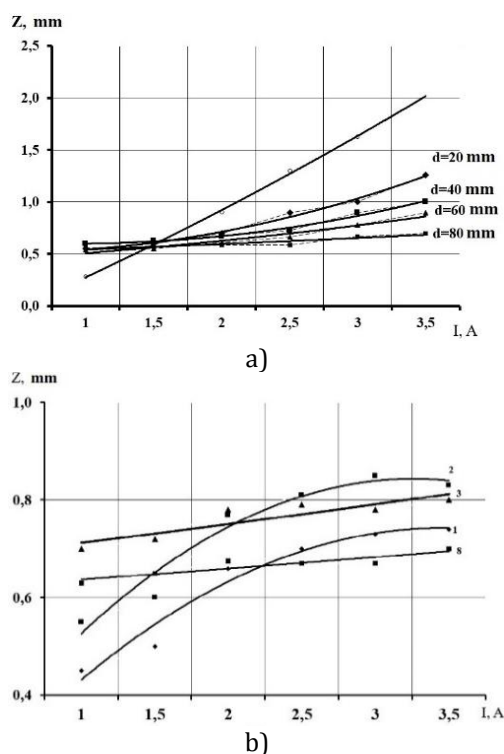 Z, mm
2,5
2,0
d=20 mm
1,5
d=40 mm
1,0
d=60 mm
0,5
d=80 mm
0,0
1 1,5 2 2,5 3 3,5 I, A
a)
Z, mm
1,0
2
3
0,8
1
8
0,6
0,4
1 1,5 2 2,5 3 3,5 I, A
b)